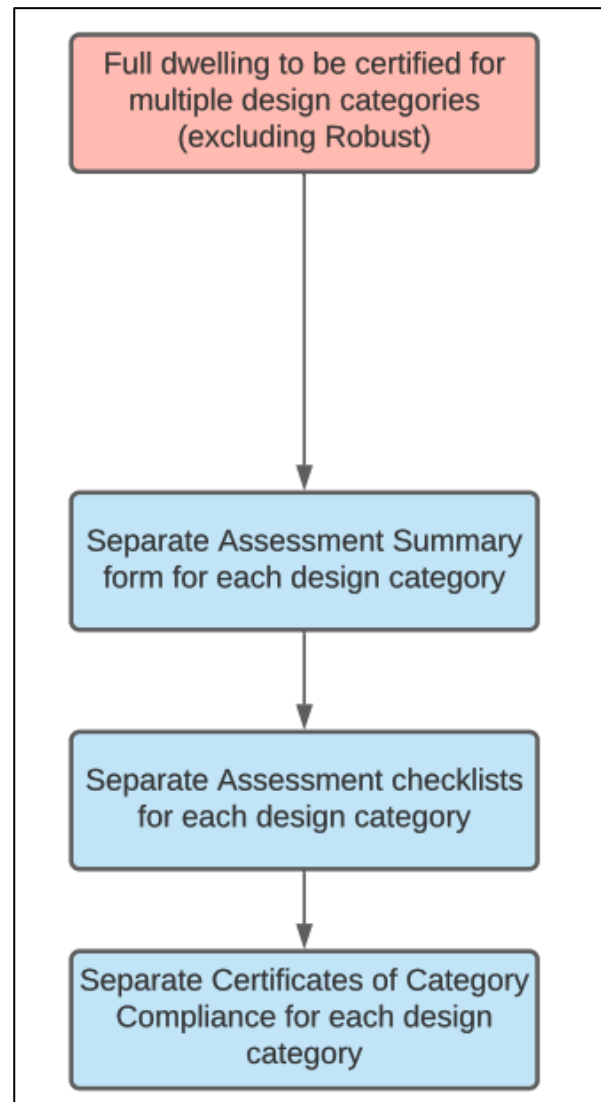 Full dwelling to be certified for
multiple design categories
(excluding Robust)
Separate Assessment Summary
form for each design category
Separate Assessment checklists
for each design category
Separate Certificates of Category
Compliance for each design
category